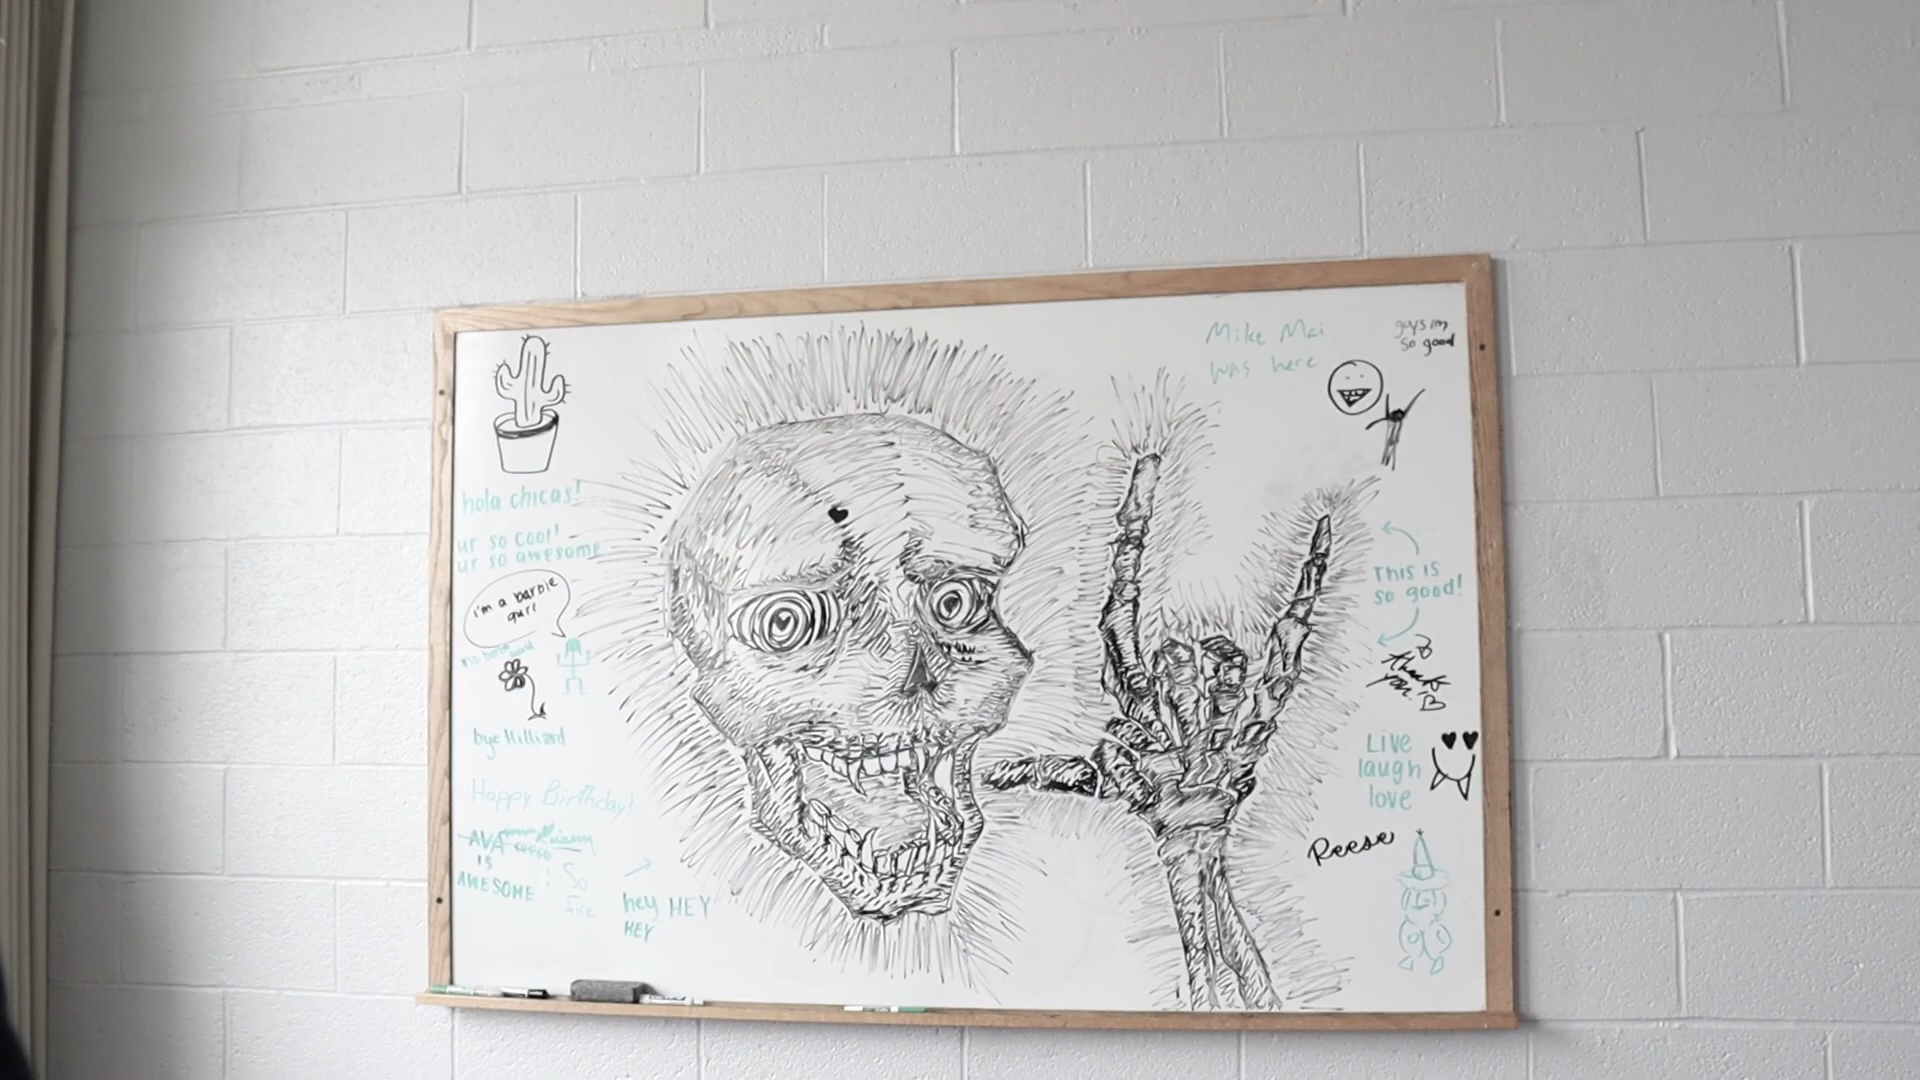 Mike Mai
was here
guys im
so good
hola chicas!
ur so cool!
ur so awesome
i'm a barbie
gurl
This is
so good!
thank
you!
bye Hilliard
Live
laugh
love
Happy Birthday!
AVA
IS
AWESOME!
So
fire
hey HEY
HEY
Reese